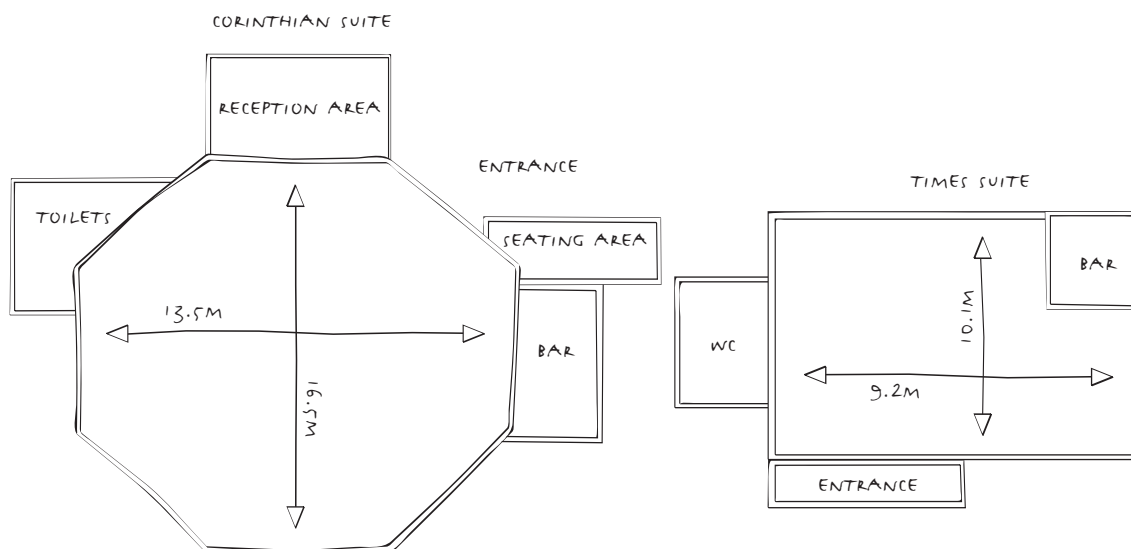 CORINTHIAN SUITE
RECEPTION AREA
ENTRANCE
TOILETS
SEATING AREA
13.5M
16.5M
BAR
TIMES SUITE
BAR
10.1M
WC
9.2M
ENTRANCE